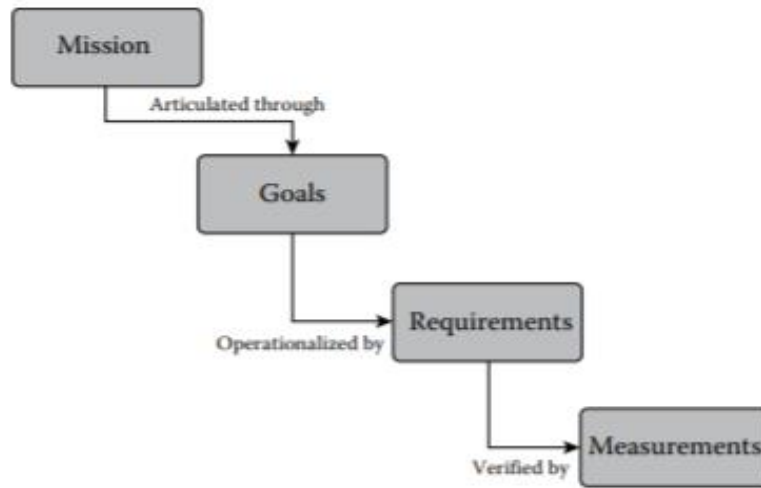 Mission
Articulated through
Goals
Requirements
Operationalized by
Measurements
Verified by